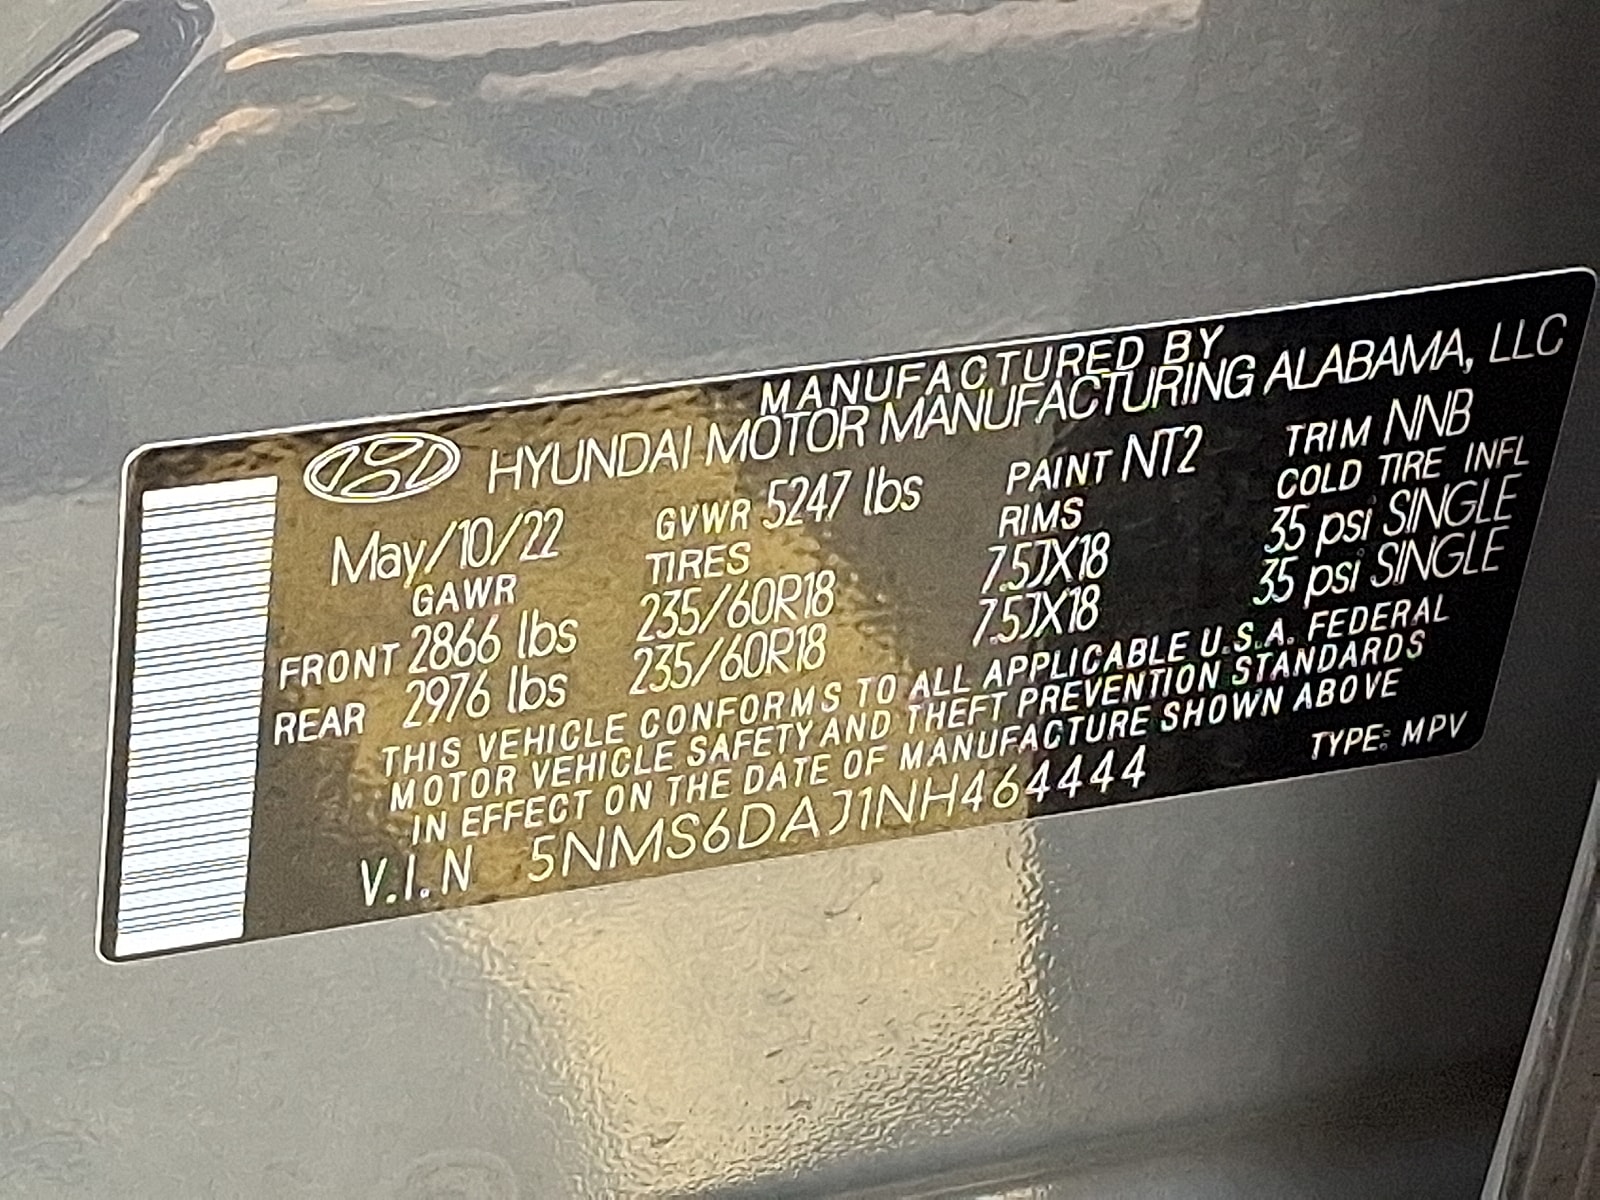 MANUFACTURED BY
HYUNDAI MOTOR MANUFACTURING ALABAMA, LLC
May/10/22 GVWR 5247 lbs PAINT NT2 TRIM NNB
GAWR TIRES RIMS COLD TIRE INFL
FRONT 2866 lbs 235/60R18 7.5JX18 35 psi SINGLE
REAR 2976 lbs 235/60R18 7.5JX18 35 psi SINGLE
THIS VEHICLE CONFORMS TO ALL APPLICABLE U.S.A. FEDERAL
MOTOR VEHICLE SAFETY AND THEFT PREVENTION STANDARDS
IN EFFECT ON THE DATE OF MANUFACTURE SHOWN ABOVE
V.I.N 5NMS6DAJ1NH464444 TYPE: MPV